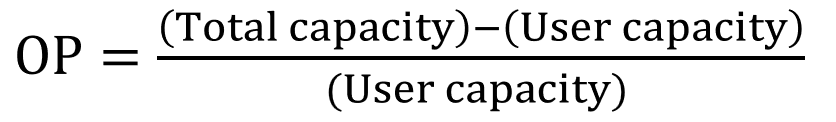 OP = (Total capacity)−(User capacity)
(User capacity)